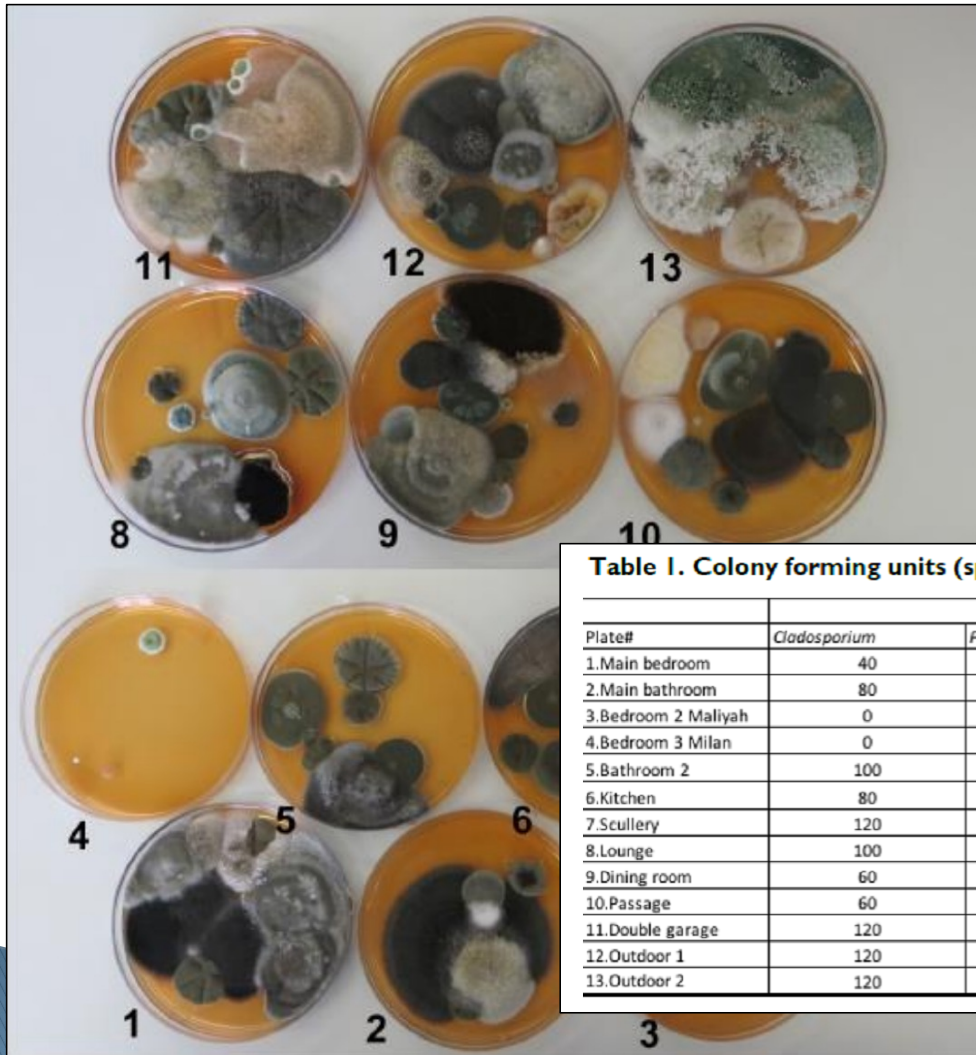 11
12
13
8
9
10
Table 1. Colony forming units
Plate# Cladosporium
1.Main bedroom 40
2.Main bathroom 80
3.Bedroom 2 Maliyah 0
4.Bedroom 3 Milan 0
5.Bathroom 2 100
6.Kitchen 80
7.Scullery 120
8.Lounge 100
9.Dining room 60
10.Passage 60
11.Double garage 120
12.Outdoor 1 120
13.Outdoor 2 120
4
5
6
1
2
3